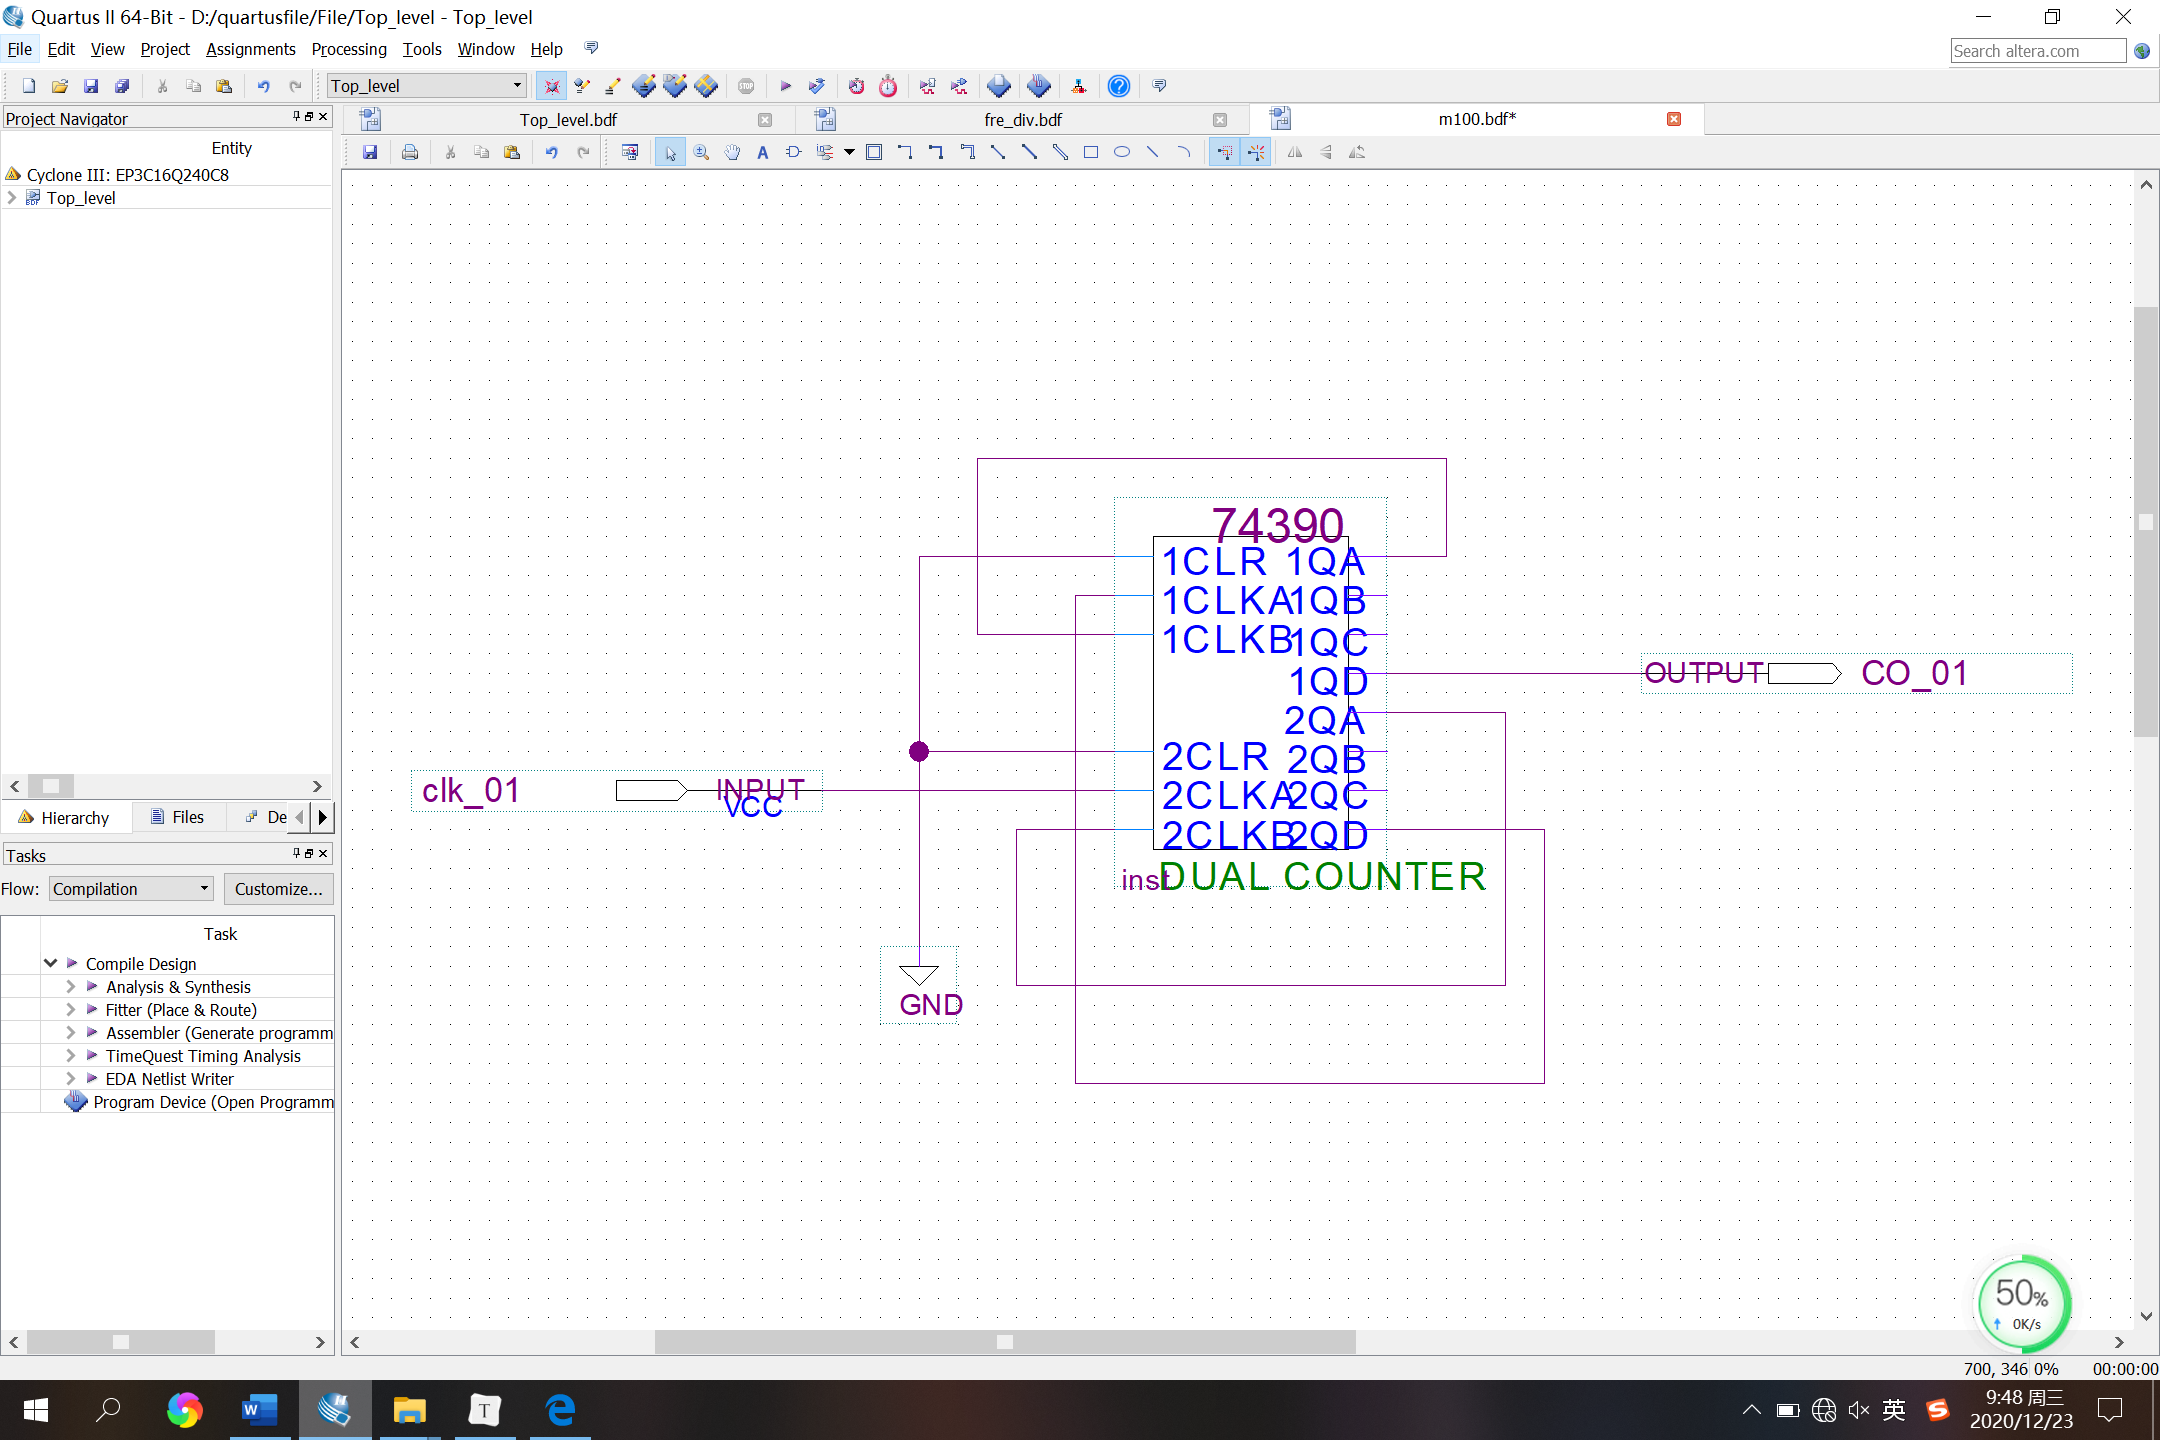 Quartus II 64-Bit - D:/quartusfile/File/Top_level - Top_level
File Edit View Project Assignments Processing Tools Window Help
Search altera.com
Top_level
STOP
Project Navigator
Top_level.bdf
fre_div.bdf
m100.bdf*
Entity
Cyclone III: EP3C16Q240C8
Top_level
Hierarchy
Files
De
Tasks
Flow:
Compilation
Customize...
Task
Compile Design
Analysis & Synthesis
Fitter (Place & Route)
Assembler (Generate programm
TimeQuest Timing Analysis
EDA Netlist Writer
Program Device (Open Programm
74390
1CLR 1QA
1CLKA 1QB
1CLKB 1QC
1QD
2QA
2CLR 2QB
2CLKA 2QC
2CLKB 2QD
inst
DUAL COUNTER
OUTPUT
CO_01
clk_01
INPUT
VCC
GND
50%
0K/s
700, 346 0%
00:00:00
英
9:48 周三
2020/12/23